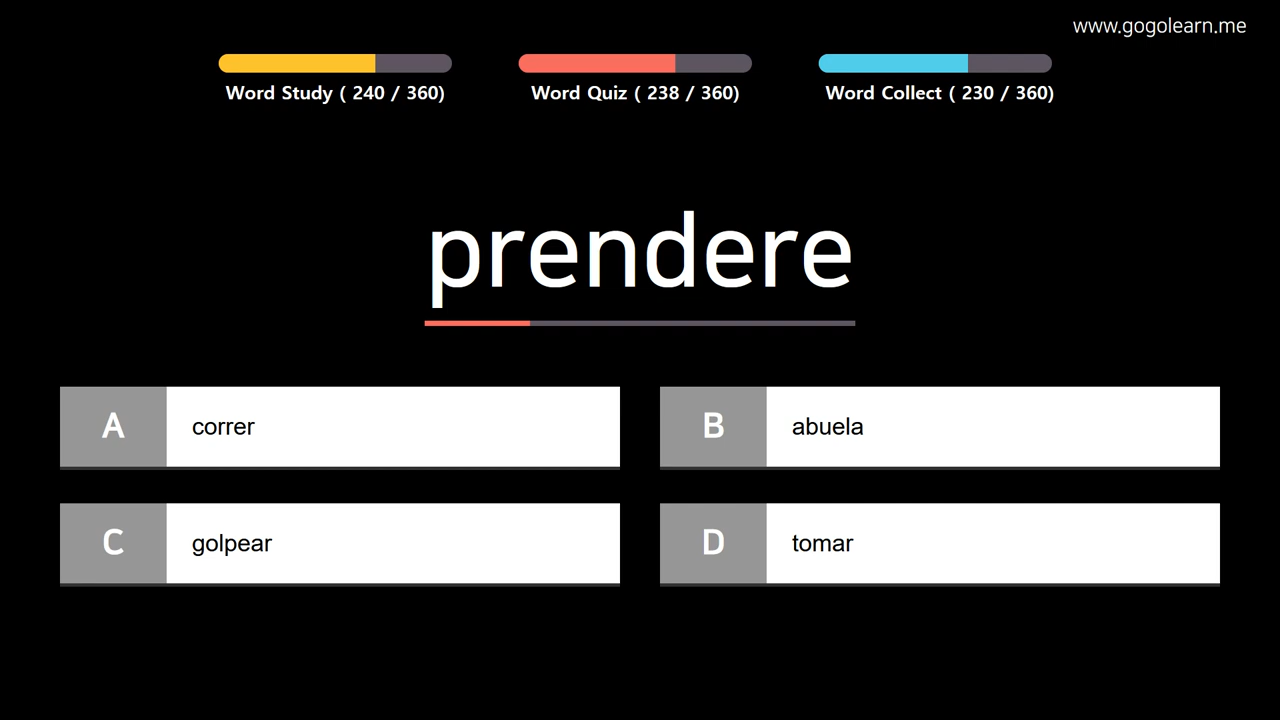 www.gogolearn.me
Word Study ( 240 / 360)
Word Quiz ( 238 / 360)
Word Collect ( 230 / 360)
prendere
A correr
B abuela
C golpear
D tomar